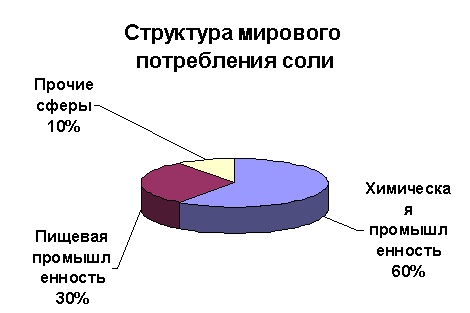 Структура мирового
потребления соли
Прочие
сферы
10%
Химическа
я
промышл
енность
60%
Пищевая
промышл
енность
30%